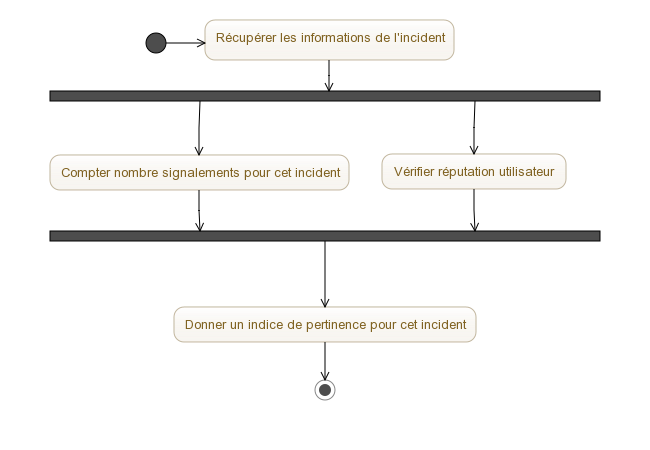 Récupérer les informations de l'incident
Compter nombre signalements pour cet incident
Vérifier réputation utilisateur
Donner un indice de pertinence pour cet incident